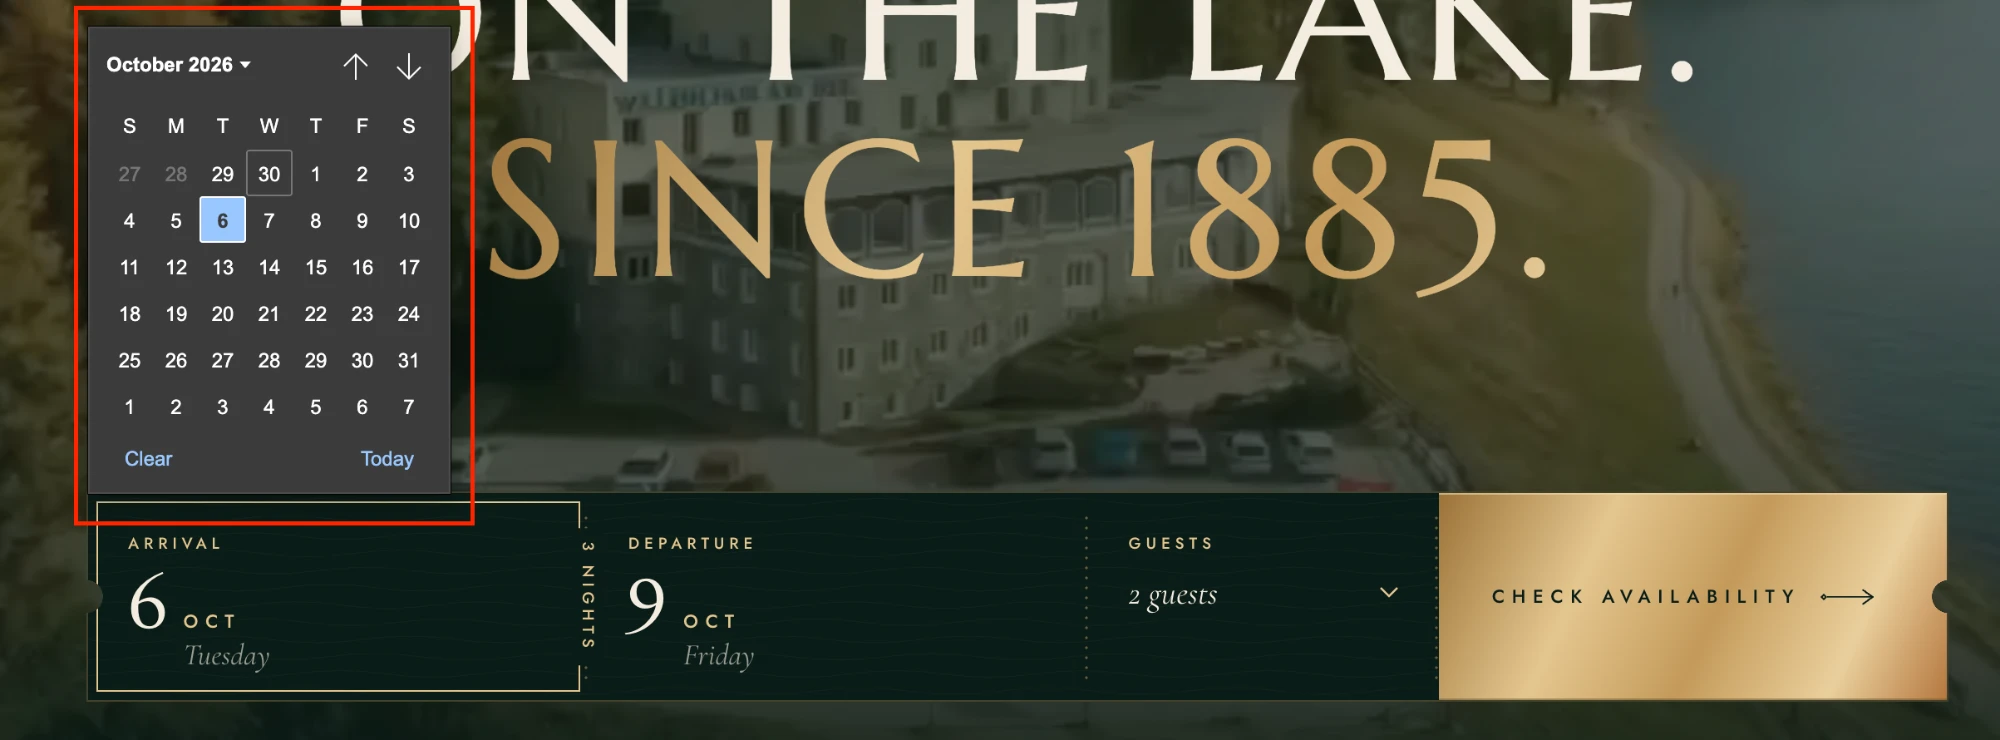 ON THE LAKE.
SINCE 1885.
October 2026
S M T W T F S
27 28 29 30 1 2 3
4 5 6 7 8 9 10
11 12 13 14 15 16 17
18 19 20 21 22 23 24
25 26 27 28 29 30 31
1 2 3 4 5 6 7
Clear Today
ARRIVAL
6 OCT
Tuesday
3 NIGHTS
DEPARTURE
9 OCT
Friday
GUESTS
2 guests
CHECK AVAILABILITY